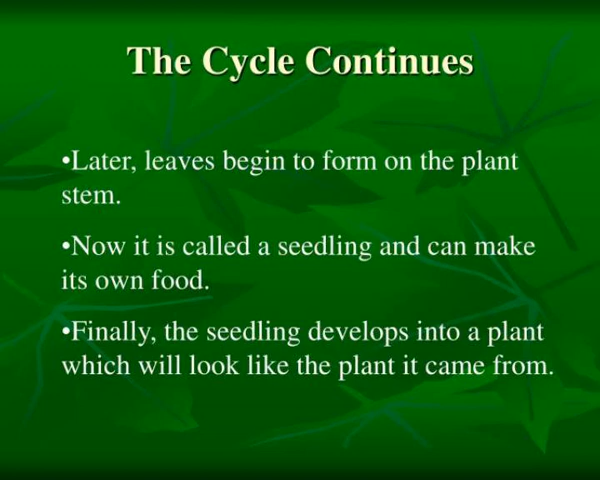 The Cycle Continues
•Later, leaves begin to form on the plant
stem.
•Now it is called a seedling and can make
its own food.
•Finally, the seedling develops into a plant
which will look like the plant it came from.